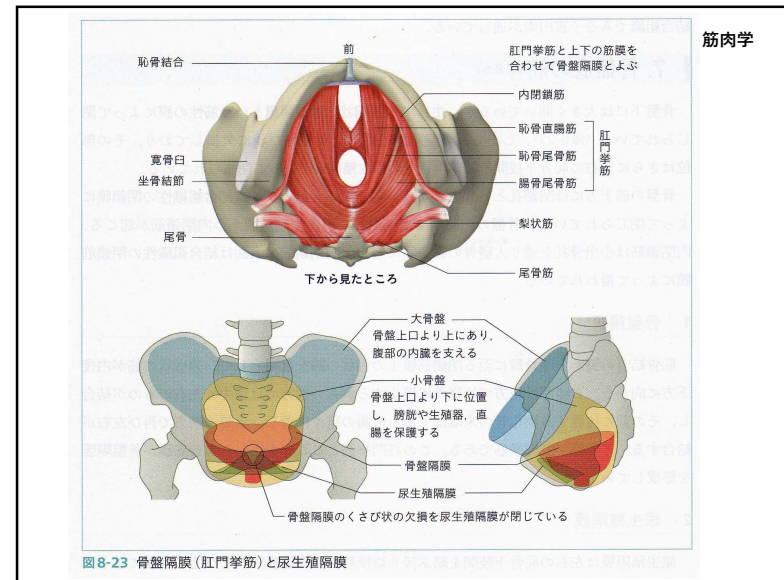 筋肉学
前
恥骨結合
肛門挙筋と上下の筋膜を
合わせて骨盤隔膜とよぶ
内閉鎖筋
恥骨直腸筋
恥骨尾骨筋
腸骨尾骨筋
肛門挙筋
寛骨臼
坐骨結節
梨状筋
尾骨
尾骨筋
下から見たところ
大骨盤
骨盤上口より上にあり,
腹部の内臓を支える
小骨盤
骨盤上口より下に位置
し,膀胱や生殖器,直
腸を保護する
骨盤隔膜
尿生殖隔膜
骨盤隔膜のくさび状の欠損を尿生殖隔膜が閉じている
図8-23 骨盤隔膜(肛門挙筋)と尿生殖隔膜